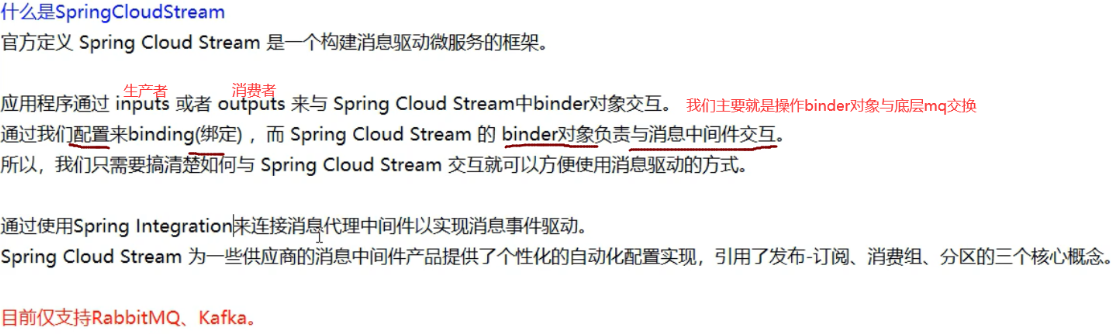 什么是SpringCloudStream
官方定义 Spring Cloud Stream 是一个构建消息驱动微服务的框架。
生产者 消费者
应用程序通过 inputs 或者 outputs 来与 Spring Cloud Stream中binder对象交互。 我们主要就是操作binder对象与底层mq交换
通过我们配置来binding(绑定) ，而 Spring Cloud Stream 的 binder对象负责与消息中间件交互。
所以，我们只需要搞清楚如何与 Spring Cloud Stream 交互就可以方便使用消息驱动的方式。
通过使用Spring Integration来连接消息代理中间件以实现消息事件驱动。
Spring Cloud Stream 为一些供应商的消息中间件产品提供了个性化的自动化配置实现，引用了发布-订阅、消费组、分区的三个核心概念。
目前仅支持RabbitMQ、Kafka。